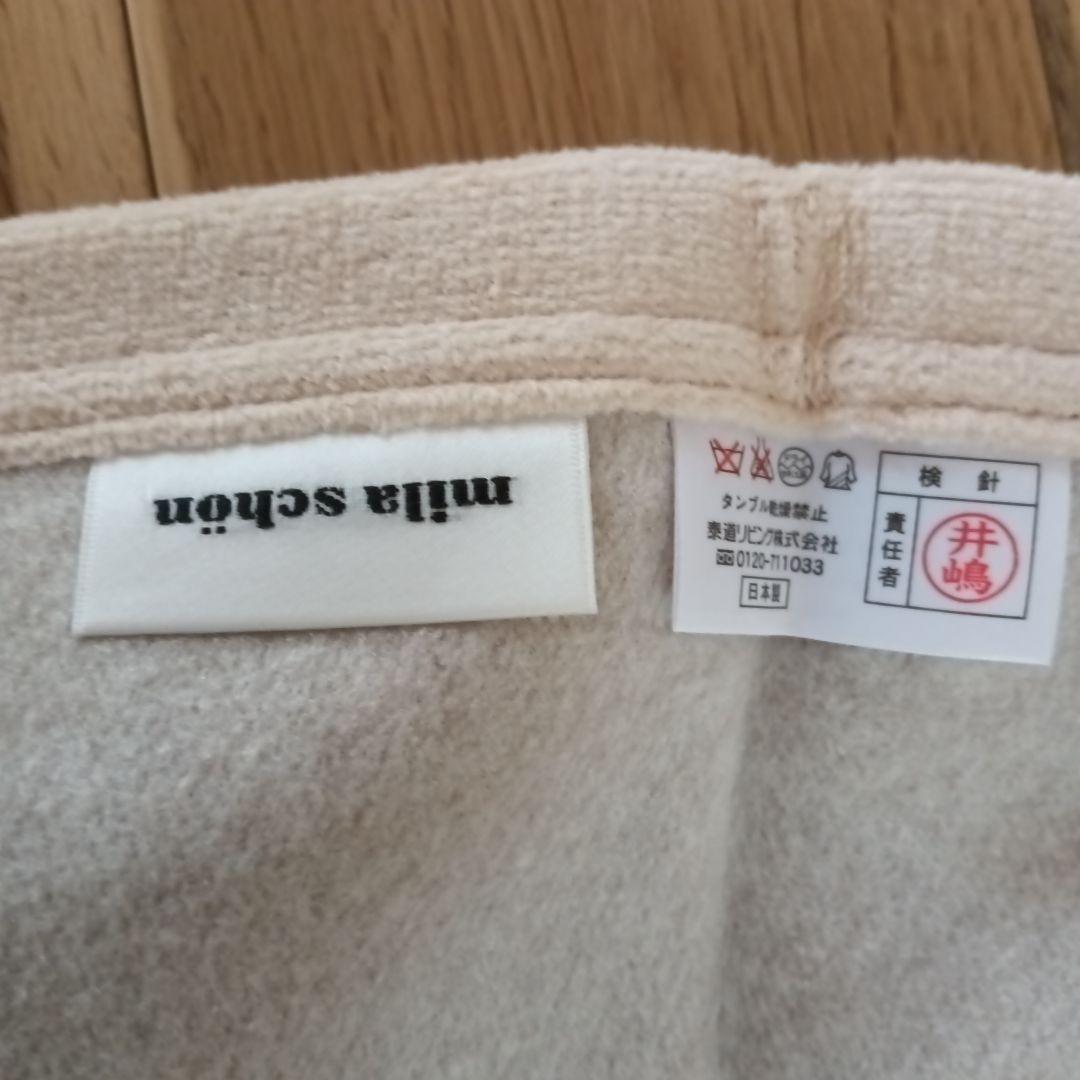 mila schön
タンブル乾燥禁止
泰道リビング株式会社
0120-711033
日本製
検針
責任者
井嶋